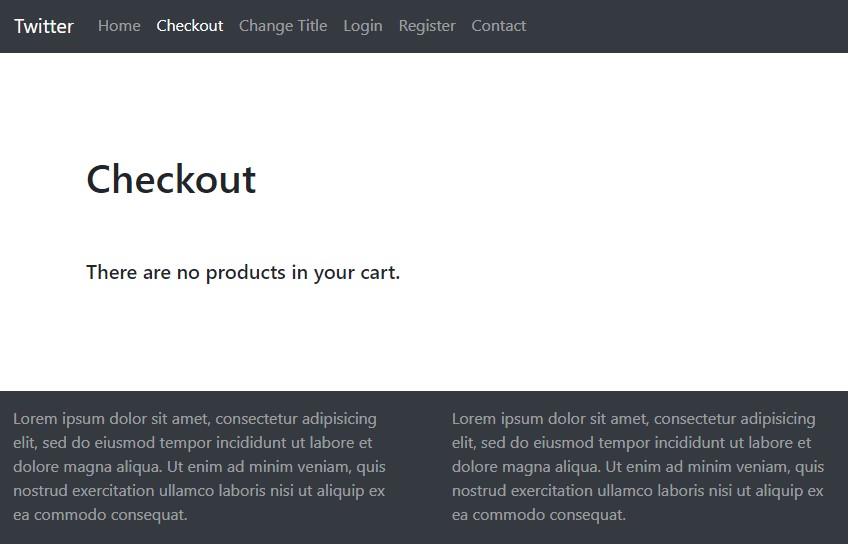 Twitter Home Checkout Change Title Login Register Contact
Checkout
There are no products in your cart.
Lorem ipsum dolor sit amet, consectetur adipisicing
elit, sed do eiusmod tempor incididunt ut labore et
dolore magna aliqua. Ut enim ad minim veniam, quis
nostrud exercitation ullamco laboris nisi ut aliquip ex
ea commodo consequat.
Lorem ipsum dolor sit amet, consectetur adipisicing
elit, sed do eiusmod tempor incididunt ut labore et
dolore magna aliqua. Ut enim ad minim veniam, quis
nostrud exercitation ullamco laboris nisi ut aliquip ex
ea commodo consequat.